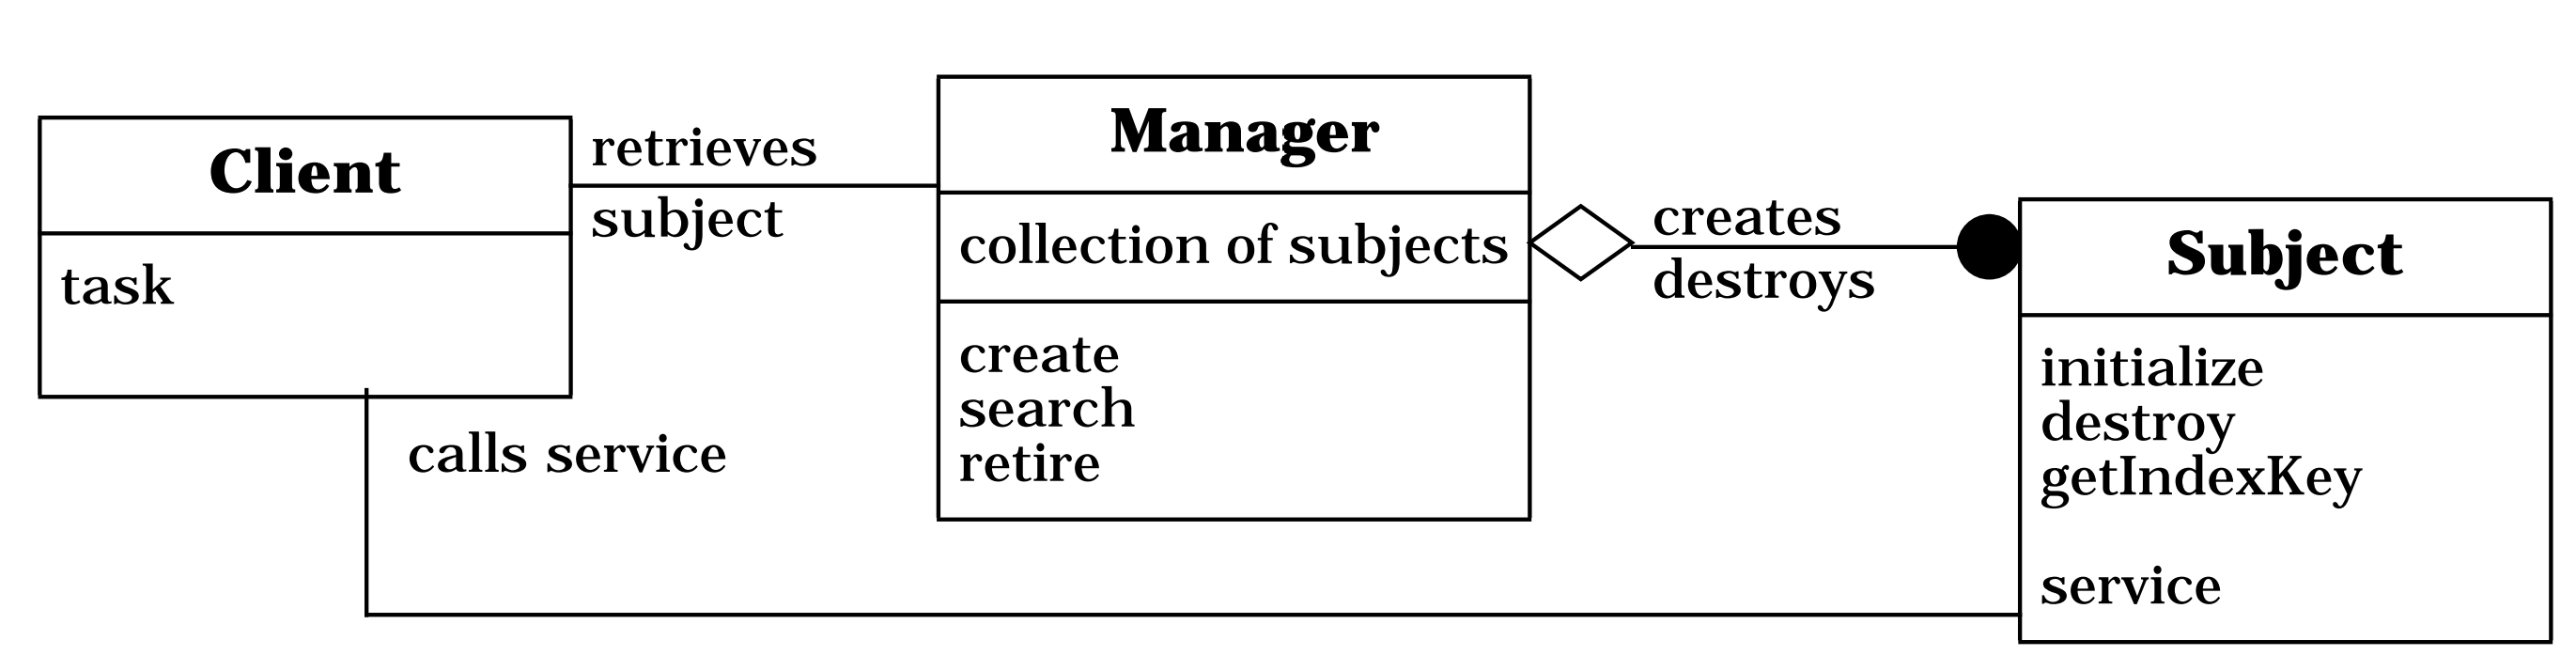 Client
task
retrieves
subject
calls service
Manager
collection of subjects
create
search
retire
creates
destroys
Subject
initialize
destroy
getIndexKey
service